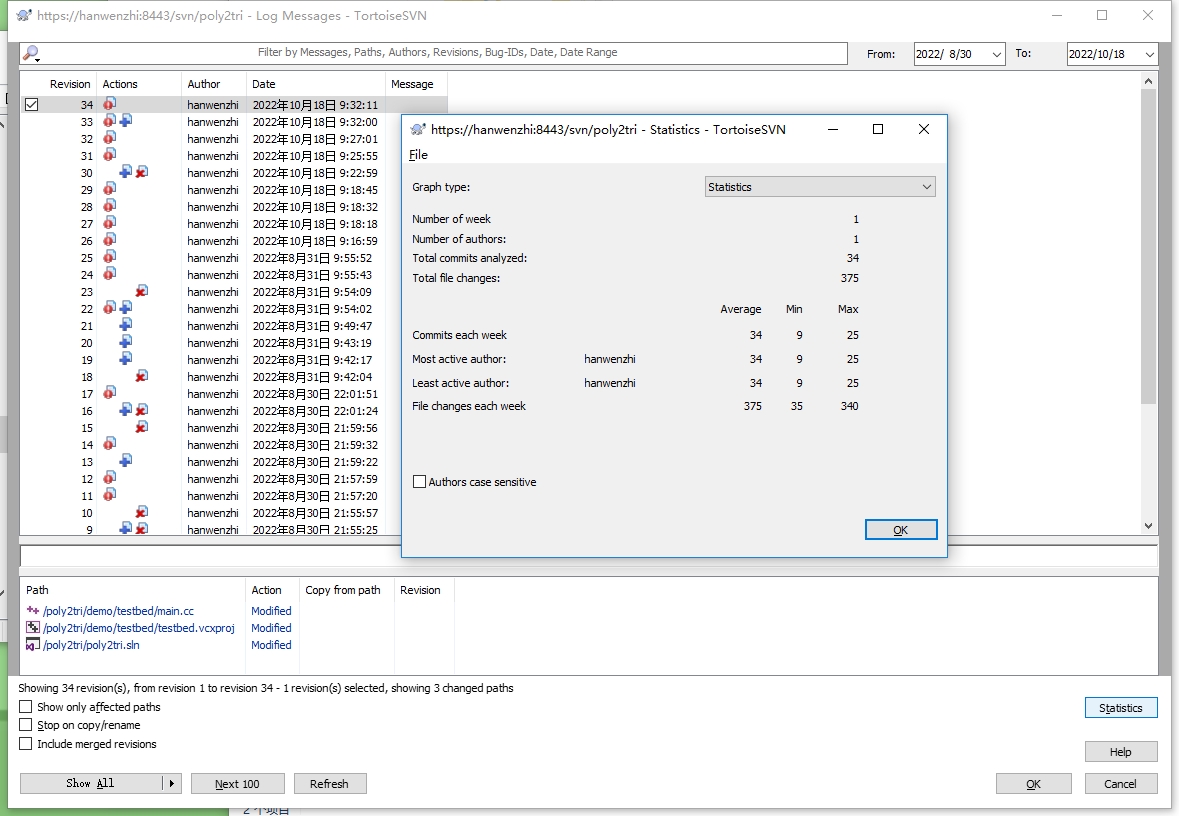 https://hanwenzhi:8443/svn/poly2tri - Log Messages - TortoiseSVN
Filter by Messages, Paths, Authors, Revisions, Bug-IDs, Date, Date Range
From: 2022/ 8/30 To: 2022/10/18
Revision Actions Author Date Message
34 hanwenzhi 2022年10月18日 9:32:11
33 hanwenzhi 2022年10月18日 9:32:00
32 hanwenzhi 2022年10月18日 9:27:01
31 hanwenzhi 2022年10月18日 9:25:55
30 hanwenzhi 2022年10月18日 9:22:59
29 hanwenzhi 2022年10月18日 9:18:45
28 hanwenzhi 2022年10月18日 9:18:32
27 hanwenzhi 2022年10月18日 9:18:18
26 hanwenzhi 2022年10月18日 9:16:59
25 hanwenzhi 2022年8月31日 9:55:52
24 hanwenzhi 2022年8月31日 9:55:43
23 hanwenzhi 2022年8月31日 9:54:09
22 hanwenzhi 2022年8月31日 9:54:02
21 hanwenzhi 2022年8月31日 9:49:47
20 hanwenzhi 2022年8月31日 9:43:19
19 hanwenzhi 2022年8月31日 9:42:17
18 hanwenzhi 2022年8月31日 9:42:04
17 hanwenzhi 2022年8月30日 22:01:51
16 hanwenzhi 2022年8月30日 22:01:24
15 hanwenzhi 2022年8月30日 21:59:56
14 hanwenzhi 2022年8月30日 21:59:32
13 hanwenzhi 2022年8月30日 21:59:22
12 hanwenzhi 2022年8月30日 21:57:59
11 hanwenzhi 2022年8月30日 21:57:20
10 hanwenzhi 2022年8月30日 21:55:57
9 hanwenzhi 2022年8月30日 21:55:25
https://hanwenzhi:8443/svn/poly2tri - Statistics - TortoiseSVN
File
Graph type: Statistics
Number of week 1
Number of authors: 1
Total commits analyzed: 34
Total file changes: 375
Average Min Max
Commits each week 34 9 25
Most active author: hanwenzhi 34 9 25
Least active author: hanwenzhi 34 9 25
File changes each week 375 35 340
Authors case sensitive
OK
Path Action Copy from path Revision
/poly2tri/demo/testbed/main.cc Modified
/poly2tri/demo/testbed/testbed.vcxproj Modified
/poly2tri/poly2tri.sln Modified
Showing 34 revision(s), from revision 1 to revision 34 - 1 revision(s) selected, showing 3 changed paths
Show only affected paths
Stop on copy/rename
Include merged revisions
Statistics
Help
Show All Next 100 Refresh OK Cancel
2 个项目